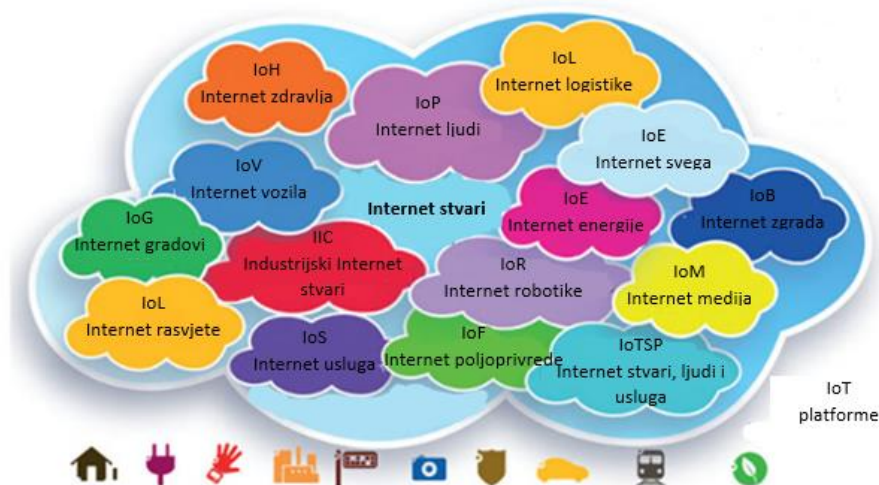 IoH
Internet zdravlja
IoP
Internet ljudi
IoL
Internet logistike
IoE
Internet svega
IoV
Internet vozila
Internet stvari
IoE
Internet energije
IoB
Internet zgrada
IoG
Internet gradovi
IIC
Industrijski Internet
stvari
IoR
Internet robotike
IoM
Internet medija
IoL
Internet rasvjete
IoS
Internet usluga
IoF
Internet poljoprivrede
IoTSP
Internet stvari, ljudi i
usluga
IoT
platforme